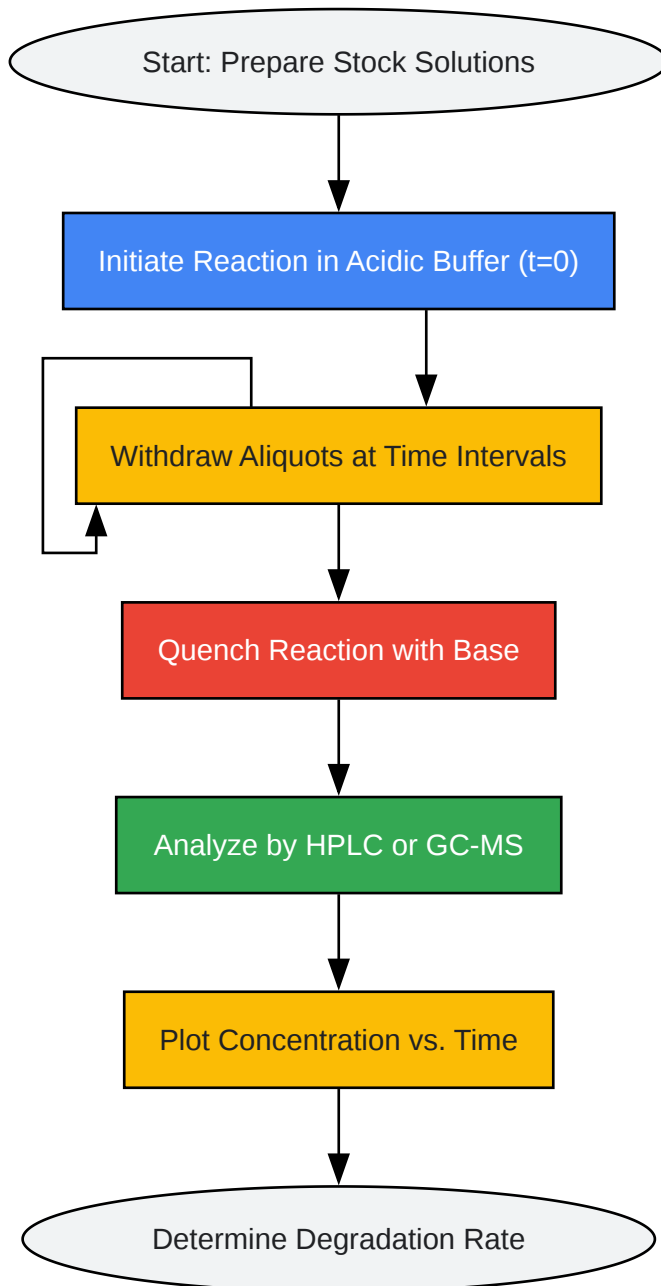 Start: Prepare Stock Solutions
Initiate Reaction in Acidic Buffer (t=0)
Withdraw Aliquots at Time Intervals
Quench Reaction with Base
Analyze by HPLC or GC-MS
Plot Concentration vs. Time
Determine Degradation Rate